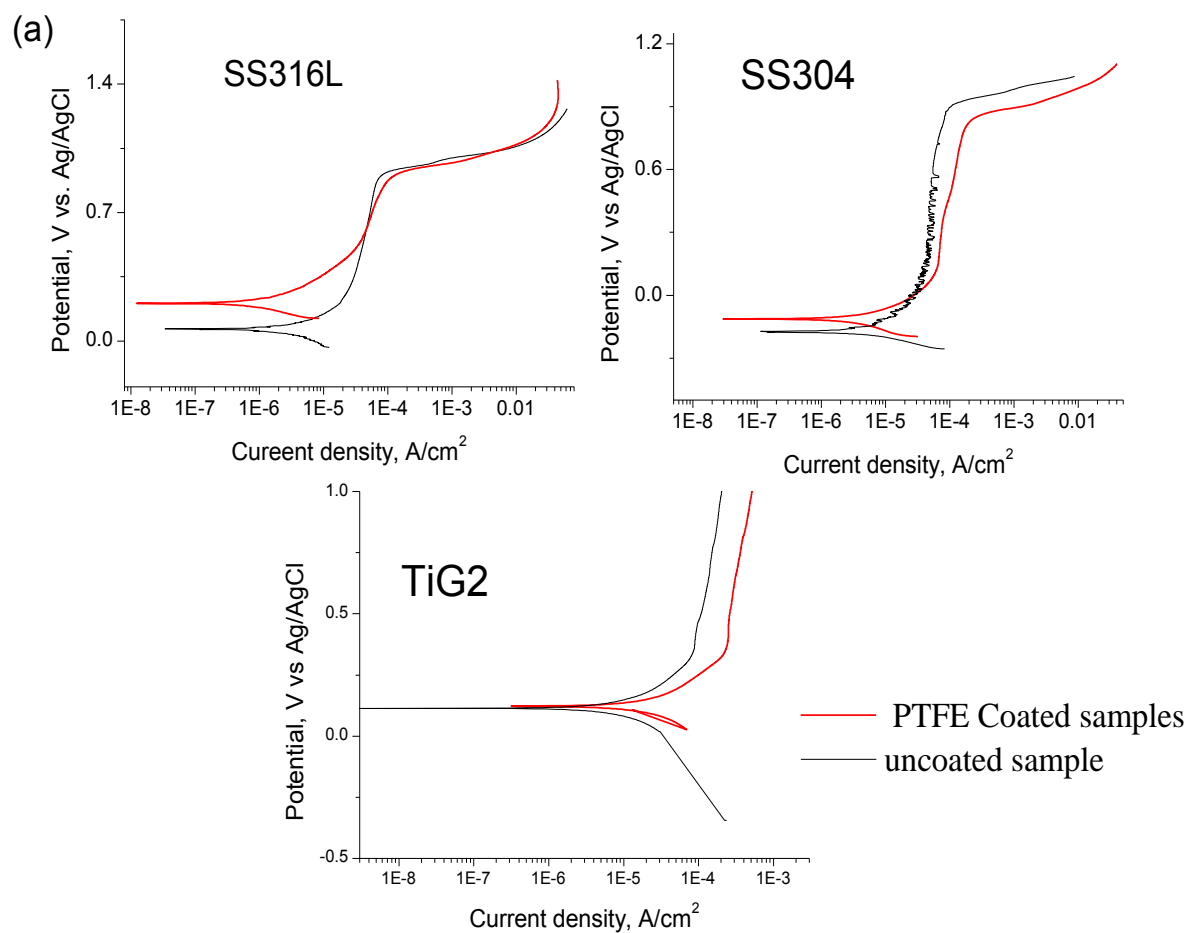 (a)
SS316L
1.4
0.7
0.0
Potential, V vs. Ag/AgCl
1E-8 1E-7 1E-6 1E-5 1E-4 1E-3 0.01
Cureent density, A/cm²
SS304
1.2
0.6
0.0
Potential, V vs Ag/AgCl
1E-8 1E-7 1E-6 1E-5 1E-4 1E-3 0.01
Current density, A/cm²
TiG2
1.0
0.5
0.0
-0.5
Potential, V vs Ag/AgCl
1E-8 1E-7 1E-6 1E-5 1E-4 1E-3
Current density, A/cm²
PTFE Coated samples
uncoated sample